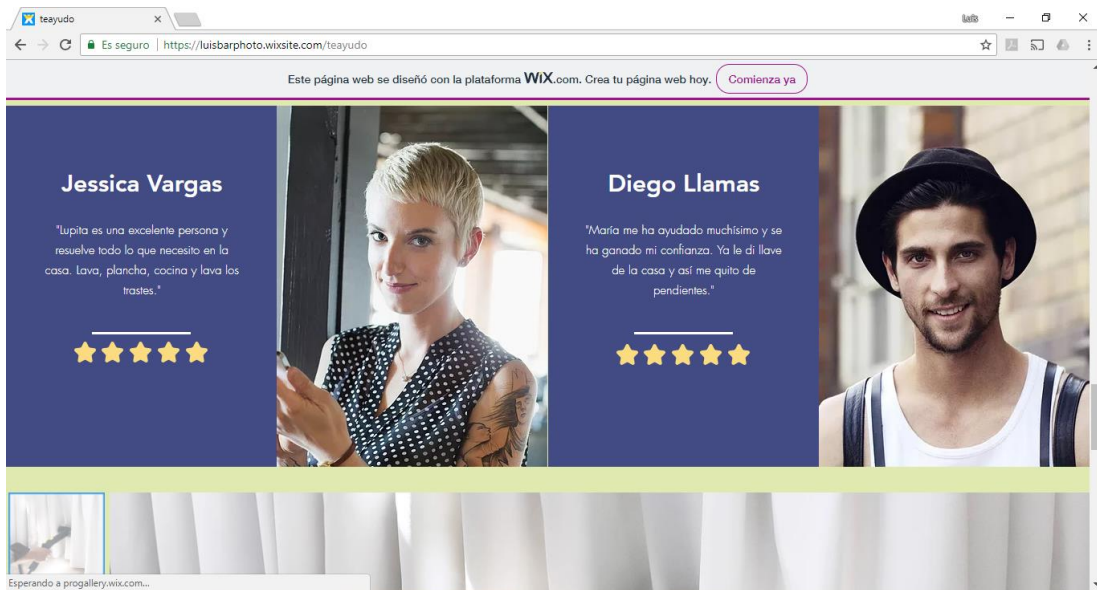 teayudo
Luis
Es seguro | https://luisbarphoto.wixsite.com/teayudo
Este página web se diseñó con la plataforma WiX.com. Crea tu página web hoy. Comienza ya
Jessica Vargas
"Lupita es una excelente persona y
resuelve todo lo que necesito en la
casa. Lava, plancha, cocina y lava los
trastes."
Diego Llamas
"María me ha ayudado muchísimo y se
ha ganado mi confianza. Ya le di llave
de la casa y así me quito de
pendientes."
Esperando a progallery.wix.com...